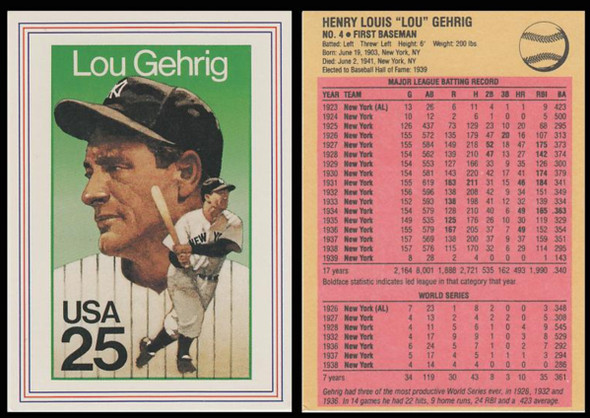 Lou Gehrig
NY
NEW YORK
USA
25
HENRY LOUIS "LOU" GEHRIG
NO. 4 • FIRST BASEMAN
Batted: Left Threw: Left Height: 6' Weight: 200 lbs.
Born: June 19, 1903, New York, NY
Died: June 2, 1941, New York, NY
Elected to Baseball Hall of Fame: 1939
MAJOR LEAGUE BATTING RECORD
YEAR TEAM G AB R H 2B 3B HR RBI BA
1923 New York (AL) 13 26 6 11 4 1 1 9 .423
1924 New York 10 12 2 6 1 0 0 5 .500
1925 New York 126 437 73 129 23 10 20 68 .295
1926 New York 155 572 135 179 47 20 16 107 .313
1927 New York 155 584 149 218 52 18 47 175 .373
1928 New York 154 562 139 210 47 13 27 142 .374
1929 New York 154 553 127 166 33 9 35 126 .300
1930 New York 154 581 143 220 42 17 41 174 .379
1931 New York 155 619 163 211 31 15 46 184 .341
1932 New York 156 596 138 208 42 9 34 151 .349
1933 New York 152 593 138 198 41 12 32 139 .334
1934 New York 154 579 128 210 40 6 49 165 .363
1935 New York 149 535 125 176 26 10 30 119 .329
1936 New York 155 579 167 205 37 7 49 152 .354
1937 New York 157 569 138 200 37 9 37 159 .351
1938 New York 157 576 115 170 32 6 29 114 .295
1939 New York 8 28 2 4 0 0 0 1 .143
17 years 2,164 8,001 1,888 2,721 535 162 493 1,990 .340
Boldface statistic indicates led league in that category that year
WORLD SERIES
1926 New York (AL) 7 23 1 8 2 0 0 3 .348
1927 New York 4 13 2 4 2 2 0 5 .308
1928 New York 4 11 5 6 1 0 4 9 .545
1932 New York 4 17 9 9 1 0 3 8 .529
1936 New York 6 24 5 7 1 0 2 7 .292
1937 New York 5 17 4 5 1 1 1 3 .294
1938 New York 4 14 4 4 0 0 0 0 .286
7 years 34 119 30 43 8 3 10 35 .361
Gehrig had three of the most productive World Series ever, in 1928, 1932 and
1936. In 14 games he had 22 hits, 9 home runs, 24 RBI and a .423 average.